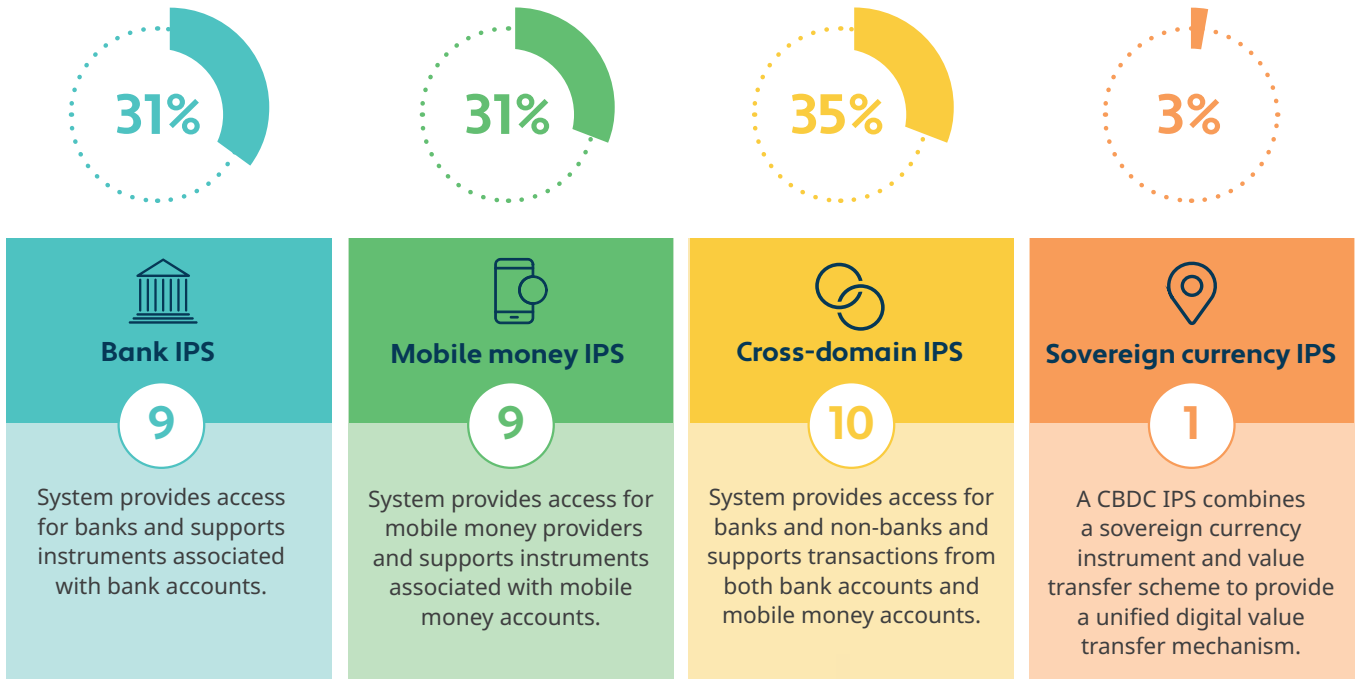 31%
31%
35%
3%
Bank IPS
9
System provides access
for banks and supports
instruments associated
with bank accounts.
Mobile money IPS
9
System provides access for
mobile money providers
and supports instruments
associated with mobile
money accounts.
Cross-domain IPS
10
System provides access for
banks and non-banks and
supports transactions from
both bank accounts and
mobile money accounts.
Sovereign currency IPS
1
A CBDC IPS combines
a sovereign currency
instrument and value
transfer scheme to provide
a unified digital value
transfer mechanism.